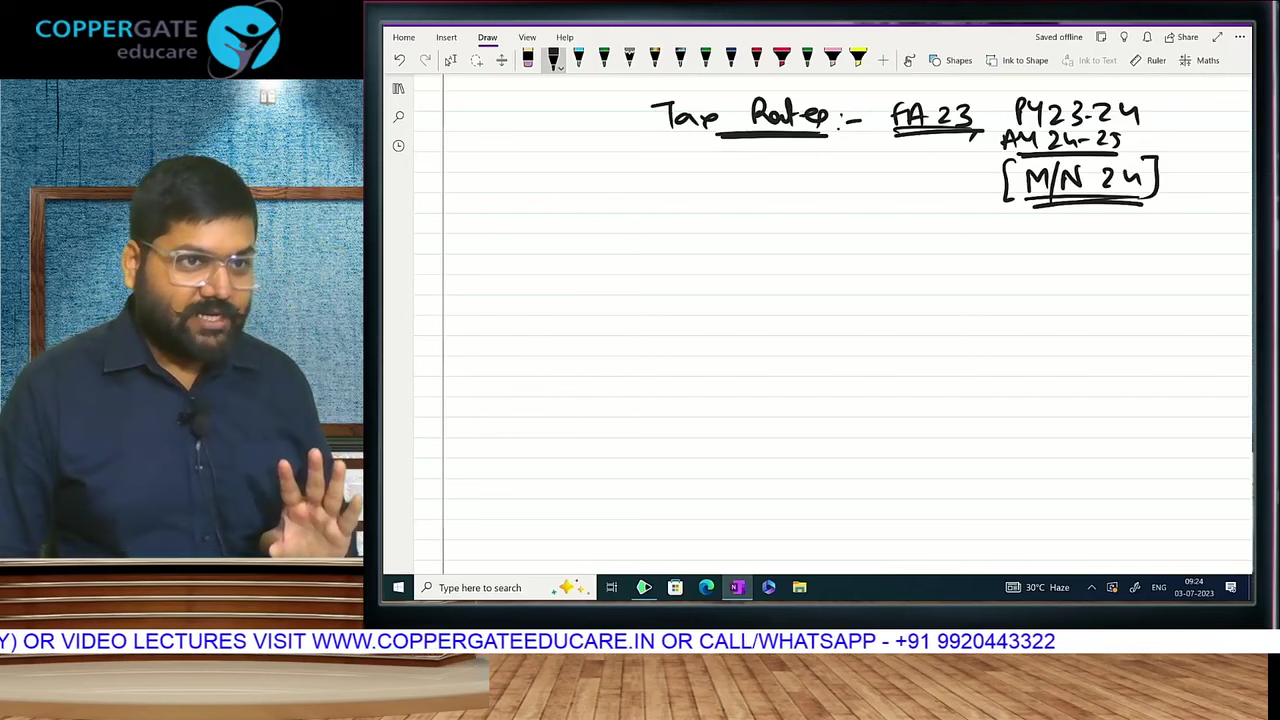 COPPERGATE
educare
Home Insert Draw View Help
Saved offline
Share
Shapes
Ink to Shape
Ink to Text
Ruler
Maths
Tax Rates :- FA 23, PY23-24
AY 24-25
[M/N 24]
Type here to search
30°C Haze
ENG
09:24
03-07-2023
Y) OR VIDEO LECTURES VISIT WWW.COPPERGATEEDUCARE.IN OR CALL/WHATSAPP - +91 9920443322